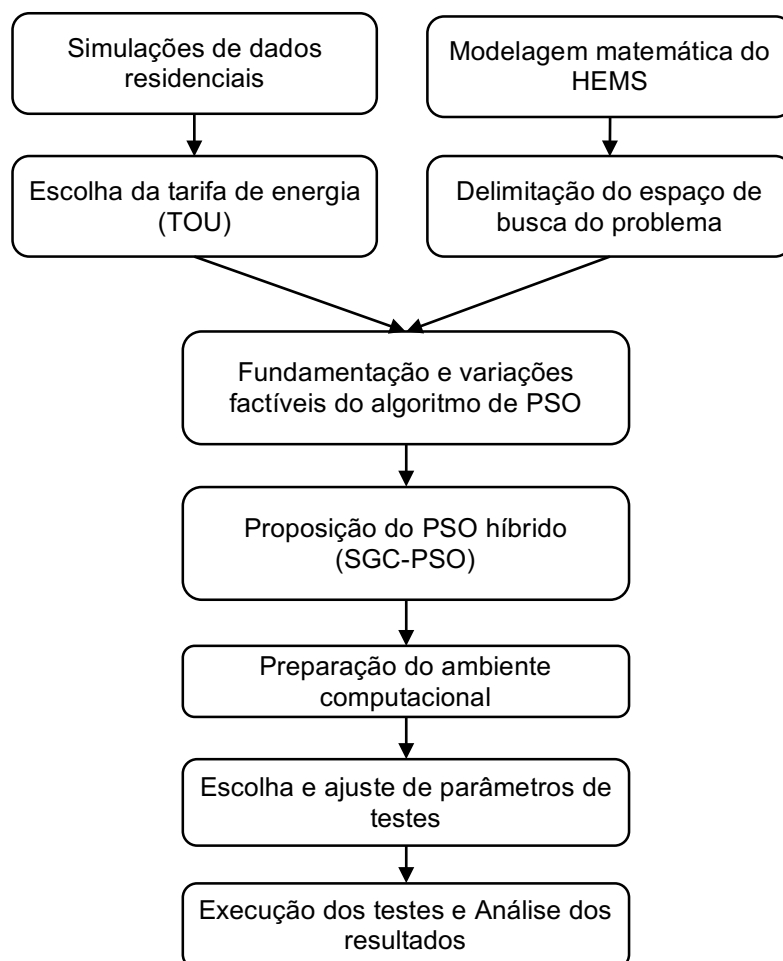 Simulações de dados
residenciais
Modelagem matemática do
HEMS
Escolha da tarifa de energia
(TOU)
Delimitação do espaço de
busca do problema
Fundamentação e variações
factíveis do algoritmo de PSO
Proposição do PSO híbrido
(SGC-PSO)
Preparação do ambiente
computacional
Escolha e ajuste de parâmetros de
testes
Execução dos testes e Análise dos
resultados